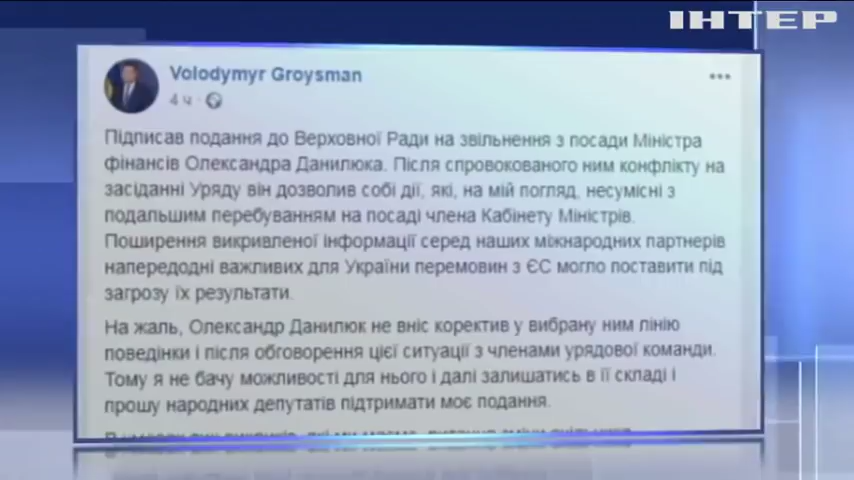 ІНТЕР
Volodymyr Groysman
4 ч ·
Підписав подання до Верховної Ради на звільнення з посади Міністра
фінансів Олександра Данилюка. Після спровокованого ним конфлікту на
засіданні Уряду він дозволив собі дії, які, на мій погляд, несумісні з
подальшим перебуванням на посаді члена Кабінету Міністрів.
Поширення викривленої інформації серед наших міжнародних партнерів
напередодні важливих для України перемовин з ЄС могло поставити під
загрозу їх результати.
На жаль, Олександр Данилюк не вніс коректив у вибрану ним лінію
поведінки і після обговорення цієї ситуації з членами урядової команди.
Тому я не бачу можливості для нього і далі залишатись в її складі і
прошу народних депутатів підтримати моє подання.